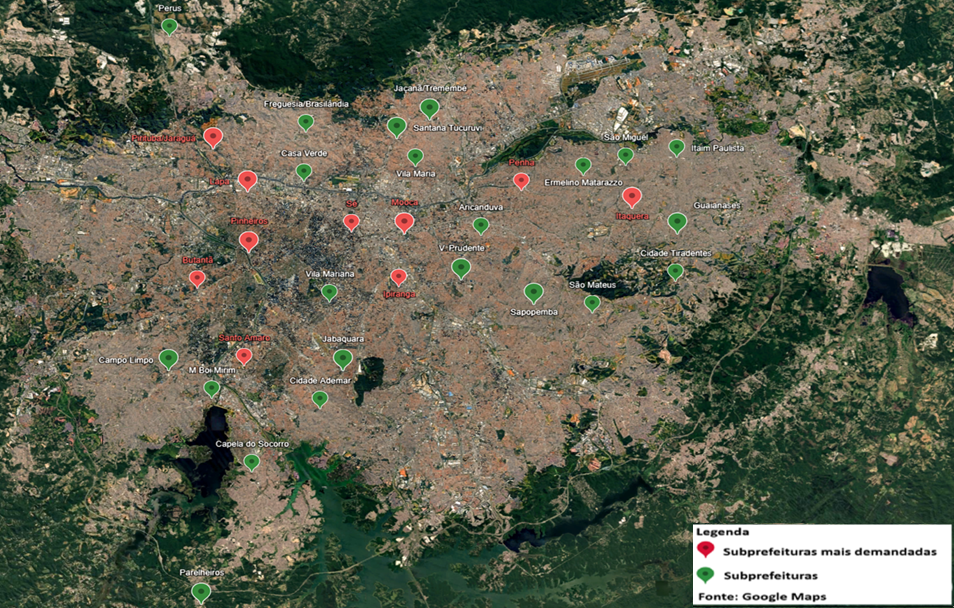 Perus
Jaçanã/Tremembé
Freguesia/Brasilândia
Santana Tucuruvi
Pirituba/Jaraguá
São Miguel
Itaim Paulista
Casa Verde
Vila Maria
Penha
Ermelino Matarazzo
Lapa
Sé
Mooca
Aricanduva
Itaquera
Guaianases
Pinheiros
V. Prudente
Cidade Tiradentes
Butantã
Vila Mariana
Ipiranga
São Mateus
Sapopemba
Santo Amaro
Jabaquara
Campo Limpo
M Boi Mirim
Cidade Ademar
Capela do Socorro
Parelheiros
Legenda
Subprefeituras mais demandadas
Subprefeituras
Fonte: Google Maps